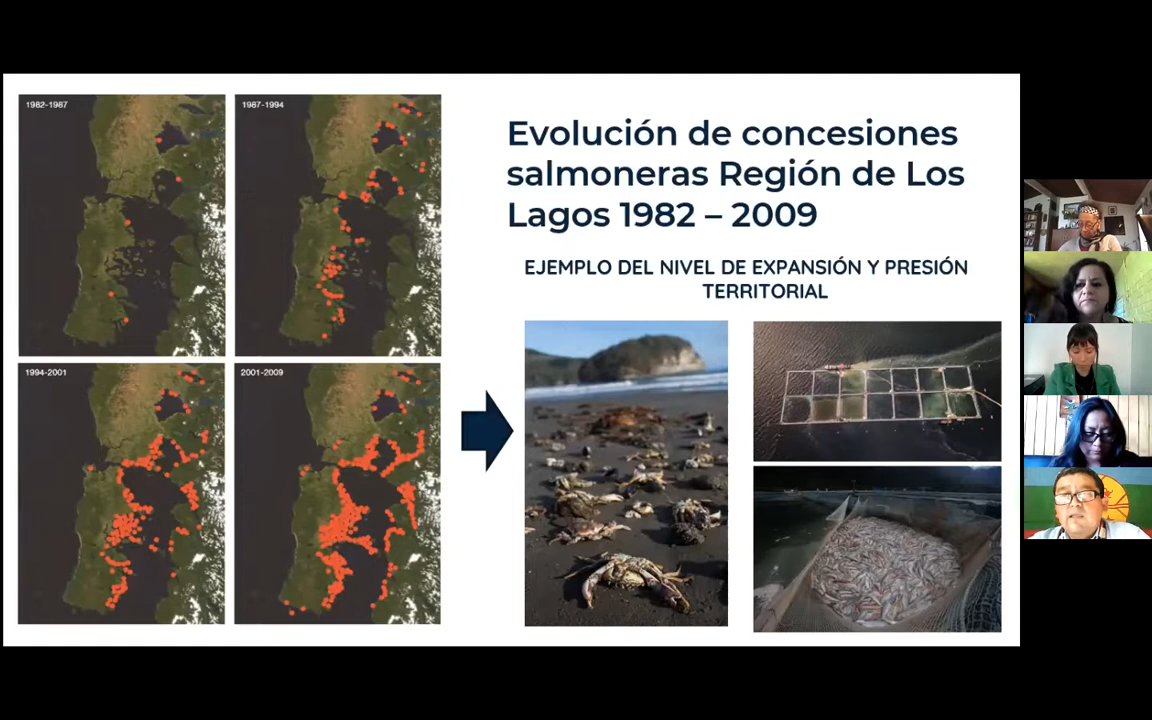 1982-1987
1987-1994
1994-2001
2001-2009
Evolución de concesiones
salmoneras Región de Los
Lagos 1982 – 2009
EJEMPLO DEL NIVEL DE EXPANSIÓN Y PRESIÓN
TERRITORIAL